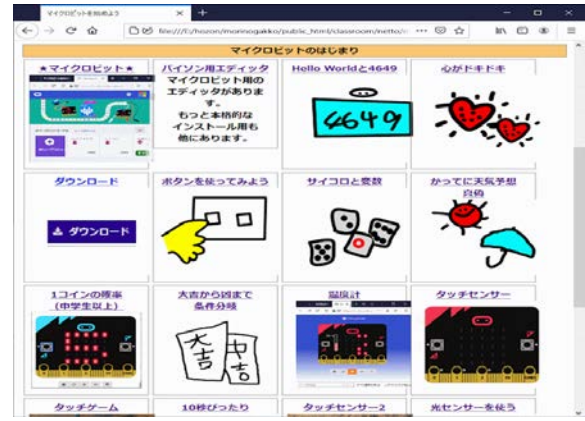 マイクロビットを始めよう
file:///F:/hozon/morinogakko/public_html/classroom/netto/
マイクロビットのはじまり
★マイクロビット★
パイソン用エディッタ
Hello Worldと4649
心がドキドキ
マイクロビット用の
エディッタがありま
す。
もっと本格的な
インストール用も
他にあります。
4649
ダウンロード
ボタンを使ってみよう
サイコロと変数
かってに天気予想
真偽
ダウンロード
1コインの確率
(中学生以上)
大吉から凶まで
条件分岐
温度計
タッチセンサー
大吉
中吉
タッチゲーム
10秒ぴったり
タッチセンサー2
光センサーを使う